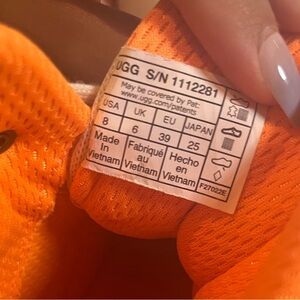 UGG S/N 1112281
May be covered by Pat:
www.ugg.com/patents
USA UK EU JAPAN
8 6 39 25
Made in Vietnam
Fabriqué au Vietnam
Hecho en Vietnam
F27022E